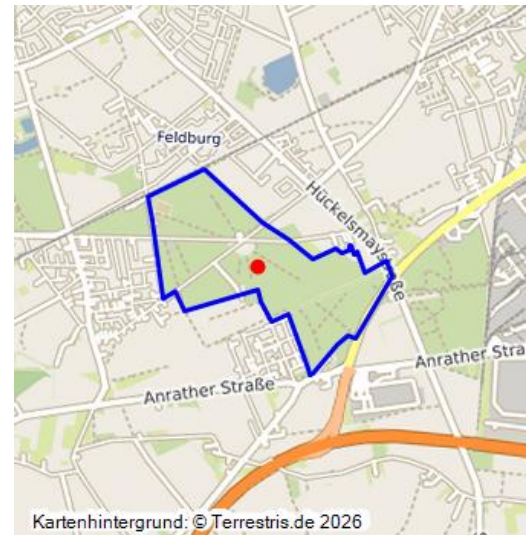 Feldburg
Hückelsmaystraße
Anrather Stra
Anrather Straße
Kartenhintergrund: © Terrestris.de 2026